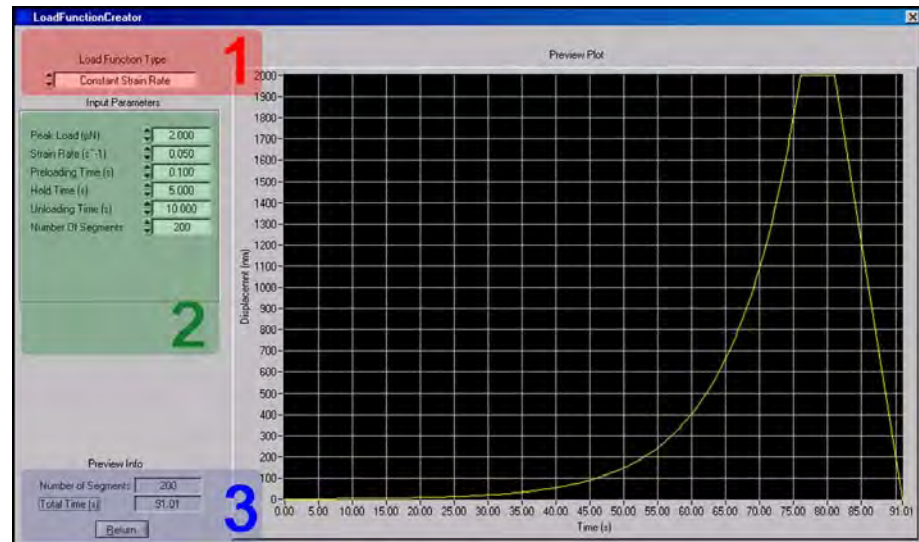 LoadFunctionCreator
1
Load Function Type
Constant Strain Rate
Input Parameters
Peak Load (µN) 2.000
Strain Rate (s^-1) 0.050
Preloading Time (s) 0.100
Hold Time (s) 5.000
Unloading Time (s) 10.000
Number Of Segments 200
2
Preview Info
Number of Segments 200
Total Time (s) 91.01
Return
3
Preview Plot
Displacemnt (nm)
2000
1900
1800
1700
1600
1500
1400
1300
1200
1100
1000
900
800
700
600
500
400
300
200
100
0
0.00 5.00 10.00 15.00 20.00 25.00 30.00 35.00 40.00 45.00 50.00 55.00 60.00 65.00 70.00 75.00 80.00 85.00 91.01
Time (s)